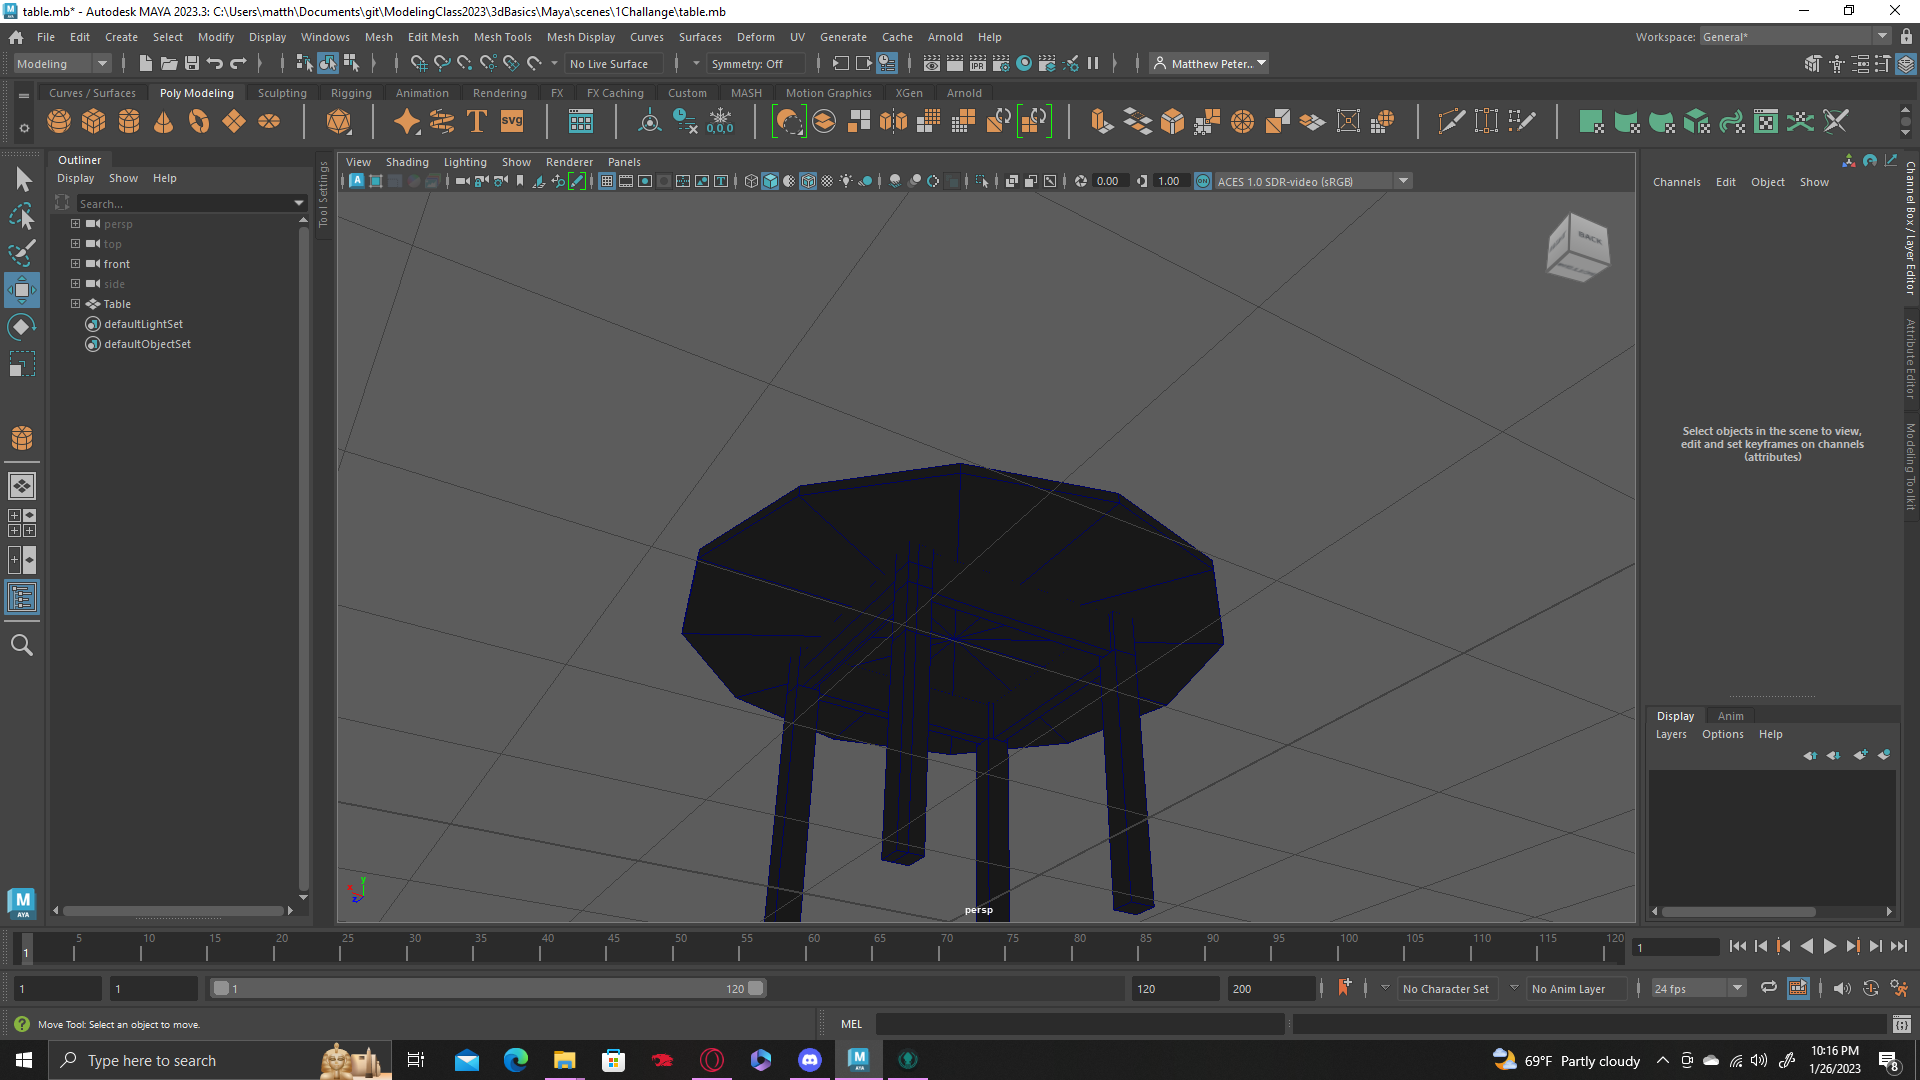 table.mb* - Autodesk MAYA 2023.3: C:\Users\matth\Documents\git\ModelingClass2023\3dBasics\Maya\scenes\1Challange\table.mb
File Edit Create Select Modify Display Windows Mesh Edit Mesh Mesh Tools Mesh Display Curves Surfaces Deform UV Generate Cache Arnold Help
Workspace: General*
Modeling
No Live Surface
Symmetry: Off
Matthew Peter..
Curves / Surfaces Poly Modeling Sculpting Rigging Animation Rendering FX FX Caching Custom MASH Motion Graphics XGen Arnold
svg
0,0,0
IPR
Outliner
Display Show Help
Search...
persp
top
front
side
Table
defaultLightSet
defaultObjectSet
Tool Settings
View Shading Lighting Show Renderer Panels
0.00
1.00
ON
ACES 1.0 SDR-video (sRGB)
BACK
persp
y
z
Channels Edit Object Show
Select objects in the scene to view,
edit and set keyframes on channels
(attributes)
Channel Box / Layer Editor
Attribute Editor
Modeling Toolkit
Display Anim
Layers Options Help
M
AYA
1
5 10 15 20 25 30 35 40 45 50 55 60 65 70 75 80 85 90 95 100 105 110 115 120
1
1
1
1
120
120
200
No Character Set
No Anim Layer
24 fps
Move Tool: Select an object to move.
MEL
Type here to search
69°F Partly cloudy
10:16 PM
1/26/2023
8